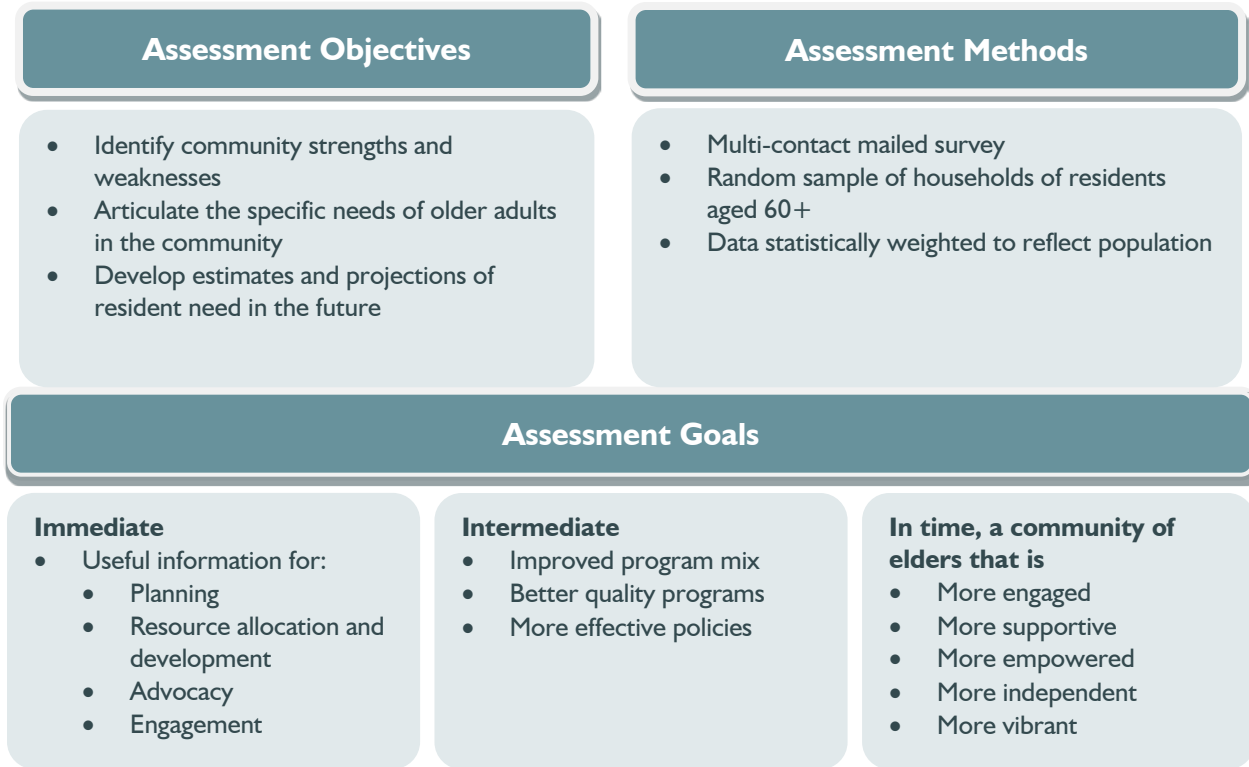 Assessment Objectives
• Identify community strengths and
weaknesses
• Articulate the specific needs of older adults
in the community
• Develop estimates and projections of
resident need in the future
Assessment Methods
• Multi-contact mailed survey
• Random sample of households of residents
aged 60+
• Data statistically weighted to reflect population
Assessment Goals
Immediate
• Useful information for:
• Planning
• Resource allocation and
development
• Advocacy
• Engagement
Intermediate
• Improved program mix
• Better quality programs
• More effective policies
In time, a community of
elders that is
• More engaged
• More supportive
• More empowered
• More independent
• More vibrant